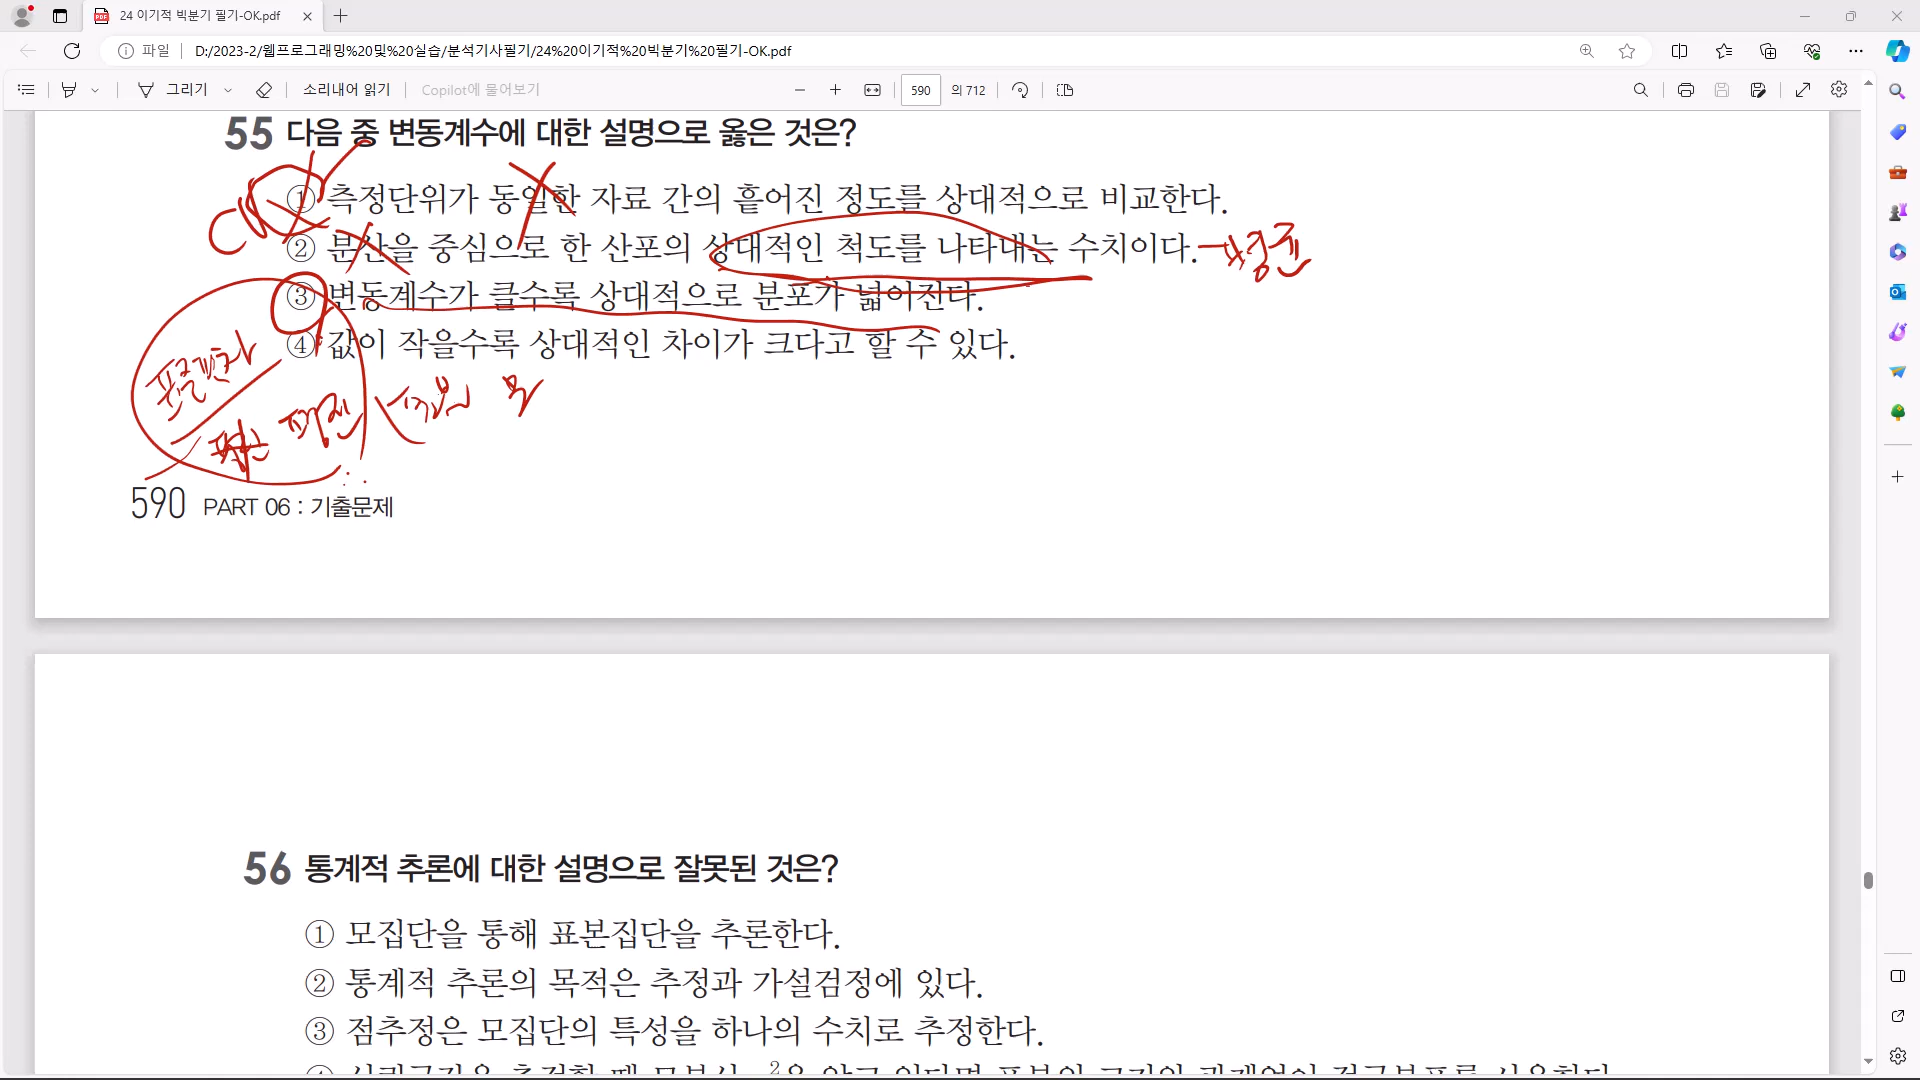 24 이기적 빅분기 필기-OK.pdf
파일 D:/2023-2/웹프로그래밍%20및%20실습/분석기사필기/24%20이기적%20빅분기%20필기-OK.pdf
그리기 소리내어 읽기 Copilot에 물어보기 590 의 712
55 다음 중 변동계수에 대한 설명으로 옳은 것은?
① 측정단위가 동일한 자료 간의 흩어진 정도를 상대적으로 비교한다.
② 분산을 중심으로 한 산포의 상대적인 척도를 나타내는 수치이다. 평균
③ 변동계수가 클수록 상대적으로 분포가 넓어진다.
④ 값이 작을수록 상대적인 차이가 크다고 할 수 있다.
표준편차
평균
590 PART 06 : 기출문제
56 통계적 추론에 대한 설명으로 잘못된 것은?
① 모집단을 통해 표본집단을 추론한다.
② 통계적 추론의 목적은 추정과 가설검정에 있다.
③ 점추정은 모집단의 특성을 하나의 수치로 추정한다.